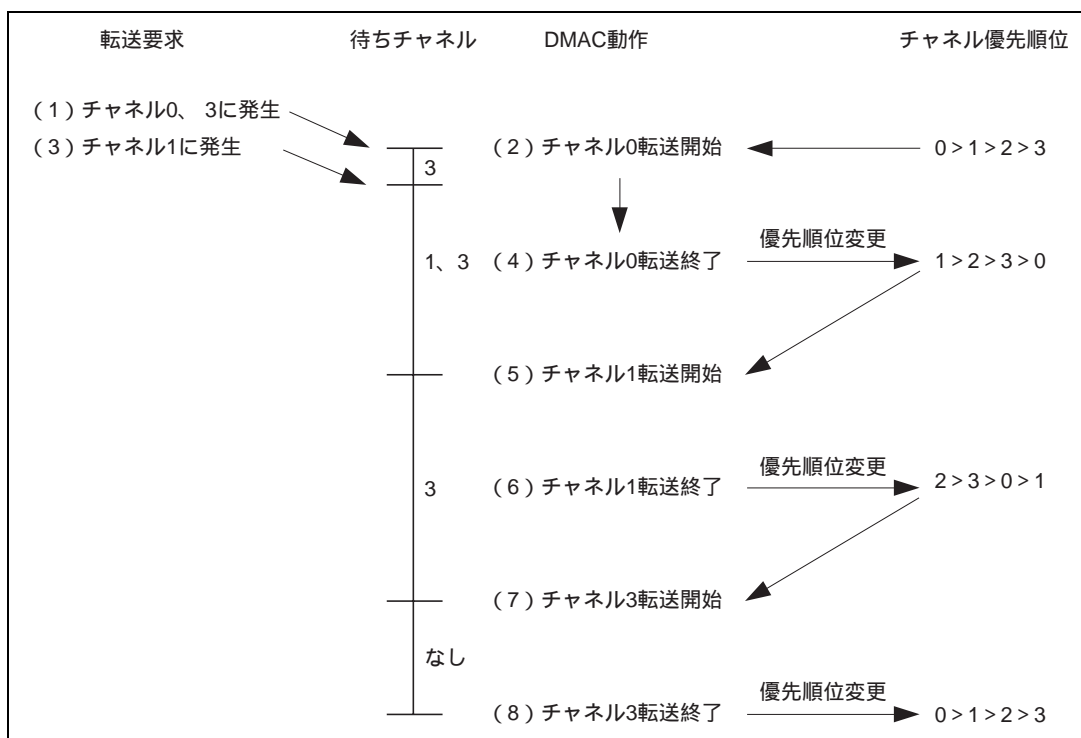 転送要求 待ちチャネル DMAC動作 チャネル優先順位
(1)チャネル0、 3に発生
(3)チャネル1に発生 (2)チャネル0転送開始 0>1>2>3
3
優先順位変更
1、3 (4)チャネル0転送終了 1>2>3>0
(5)チャネル1転送開始
優先順位変更
3 (6)チャネル1転送終了 2>3>0>1
(7)チャネル3転送開始
なし
優先順位変更
(8)チャネル3転送終了 0>1>2>3